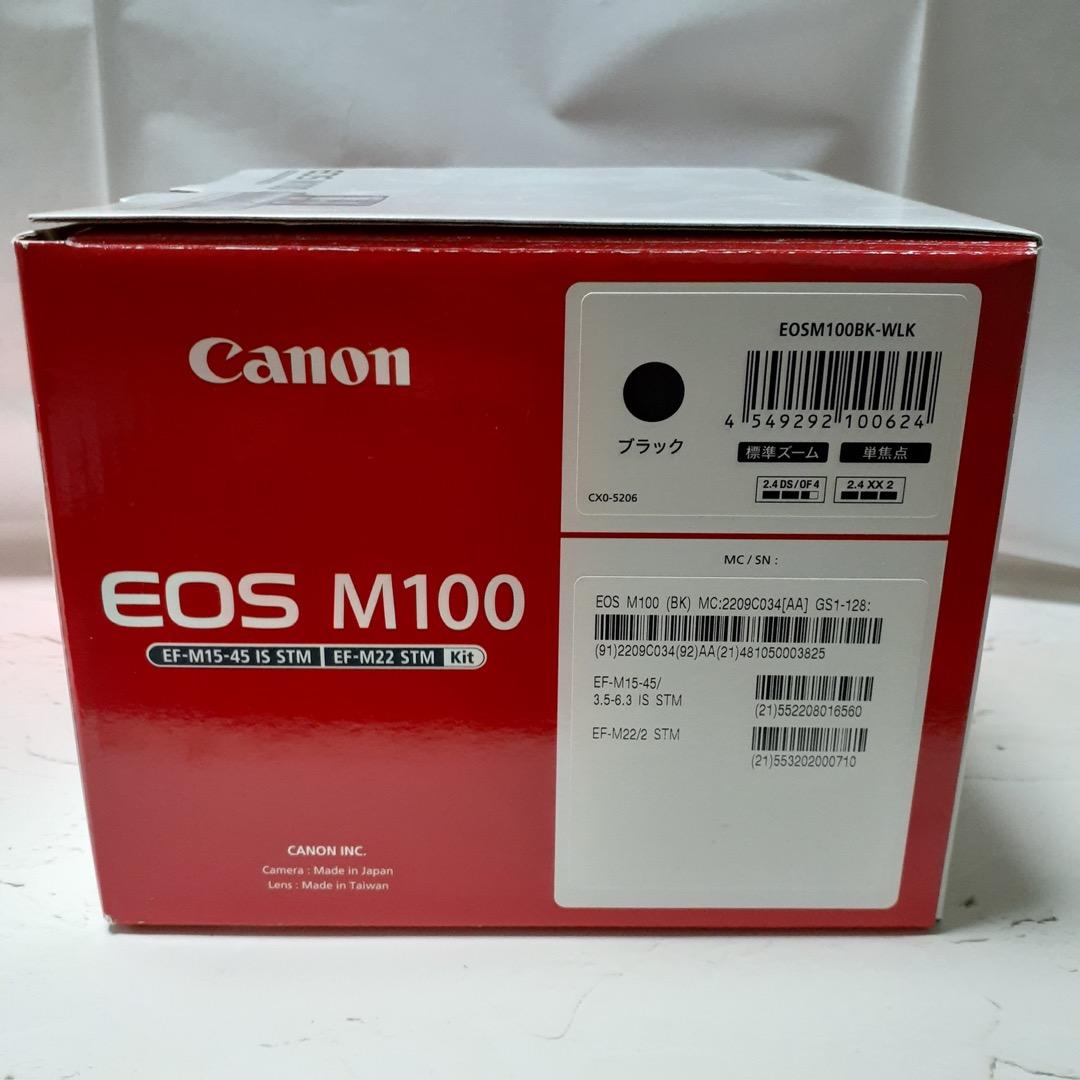 Canon
EOS M100
EF-M15-45 IS STM | EF-M22 STM Kit
CANON INC.
Camera : Made in Japan
Lens : Made in Taiwan
EOSM100BK-WLK
4 549292 100624
ブラック
標準ズーム 単焦点
2.4 DS/0F 4 2.4 XX 2
CX0-5206
MC / SN :
EOS M100 (BK) MC:2209C034[AA] GS1-128:
(91)2209C034(92)AA(21)481050003825
EF-M15-45/
3.5-6.3 IS STM
(21)552208016560
EF-M22/2 STM
(21)553202000710